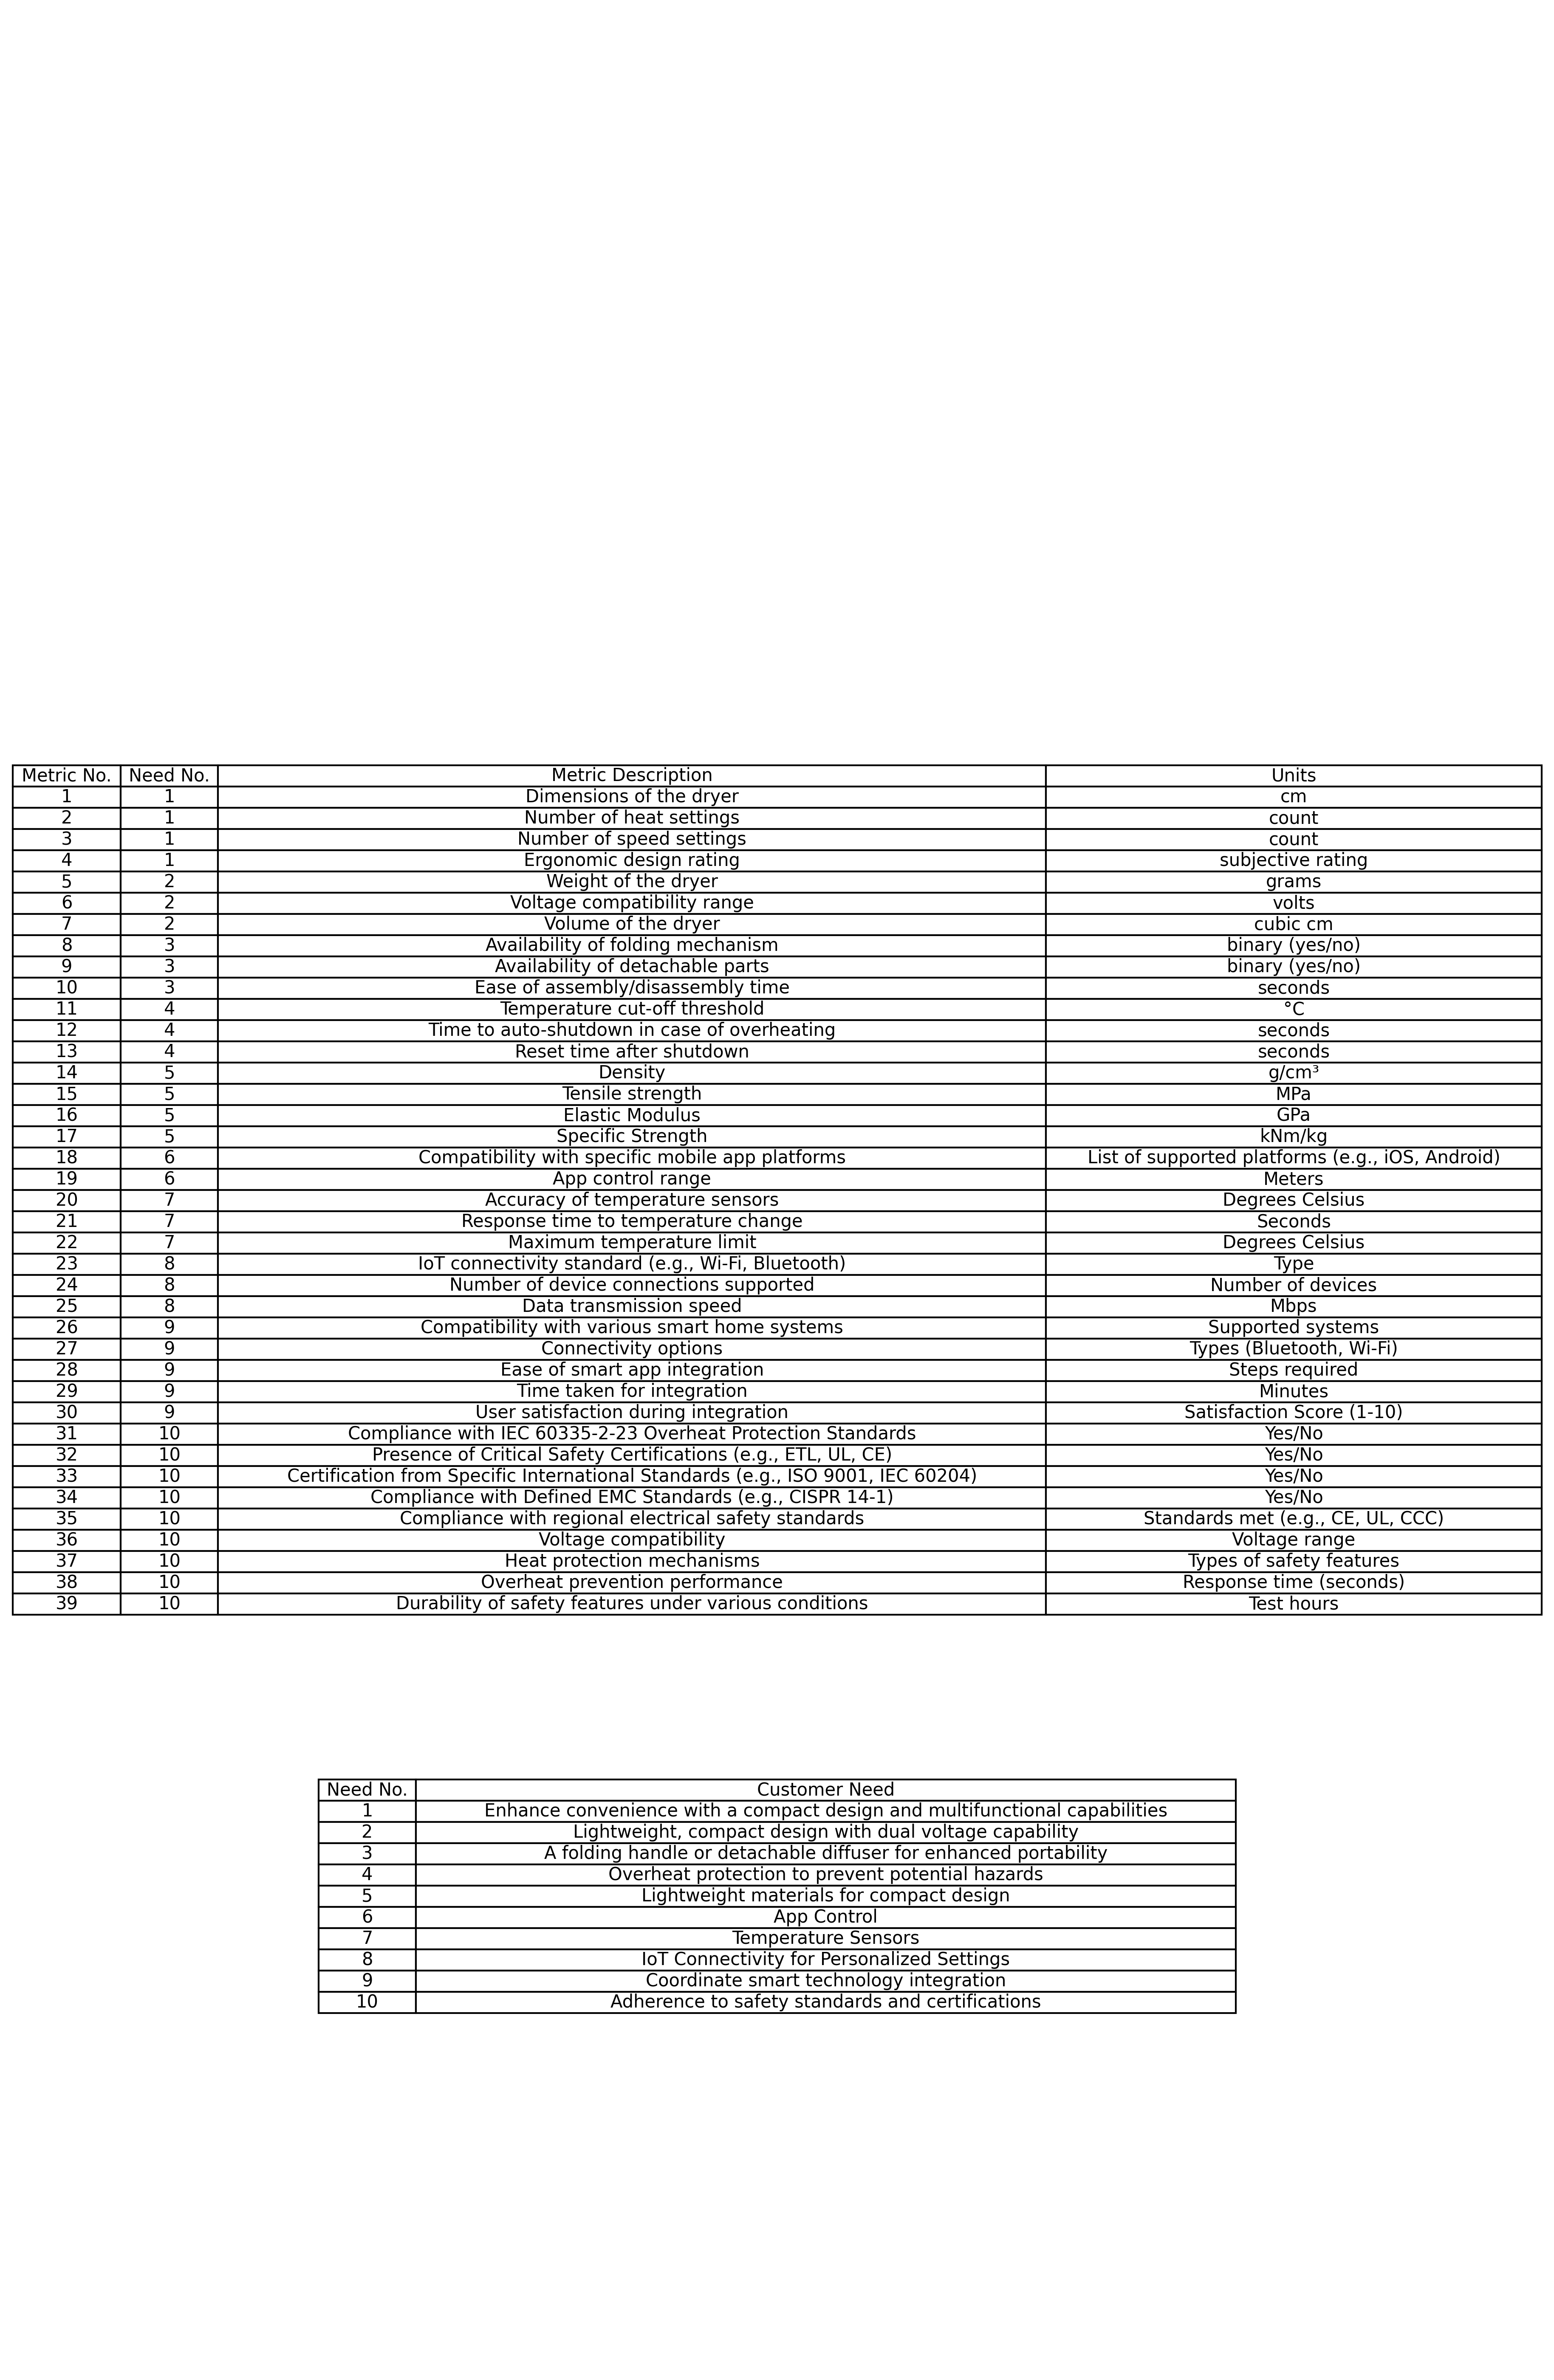 Metric No. Need No. Metric Description Units
1 1 Dimensions of the dryer cm
2 1 Number of heat settings count
3 1 Number of speed settings count
4 1 Ergonomic design rating subjective rating
5 2 Weight of the dryer grams
6 2 Voltage compatibility range volts
7 2 Volume of the dryer cubic cm
8 3 Availability of folding mechanism binary (yes/no)
9 3 Availability of detachable parts binary (yes/no)
10 3 Ease of assembly/disassembly time seconds
11 4 Temperature cut-off threshold °C
12 4 Time to auto-shutdown in case of overheating seconds
13 4 Reset time after shutdown seconds
14 5 Density g/cm³
15 5 Tensile strength MPa
16 5 Elastic Modulus GPa
17 5 Specific Strength kNm/kg
18 6 Compatibility with specific mobile app platforms List of supported platforms (e.g., iOS, Android)
19 6 App control range Meters
20 7 Accuracy of temperature sensors Degrees Celsius
21 7 Response time to temperature change Seconds
22 7 Maximum temperature limit Degrees Celsius
23 8 IoT connectivity standard (e.g., Wi-Fi, Bluetooth) Type
24 8 Number of device connections supported Number of devices
25 8 Data transmission speed Mbps
26 9 Compatibility with various smart home systems Supported systems
27 9 Connectivity options Types (Bluetooth, Wi-Fi)
28 9 Ease of smart app integration Steps required
29 9 Time taken for integration Minutes
30 9 User satisfaction during integration Satisfaction Score (1-10)
31 10 Compliance with IEC 60335-2-23 Overheat Protection Standards Yes/No
32 10 Presence of Critical Safety Certifications (e.g., ETL, UL, CE) Yes/No
33 10 Certification from Specific International Standards (e.g., ISO 9001, IEC 60204) Yes/No
34 10 Compliance with Defined EMC Standards (e.g., CISPR 14-1) Yes/No
35 10 Compliance with regional electrical safety standards Standards met (e.g., CE, UL, CCC)
36 10 Voltage compatibility Voltage range
37 10 Heat protection mechanisms Types of safety features
38 10 Overheat prevention performance Response time (seconds)
39 10 Durability of safety features under various conditions Test hours
Need No. Customer Need
1 Enhance convenience with a compact design and multifunctional capabilities
2 Lightweight, compact design with dual voltage capability
3 A folding handle or detachable diffuser for enhanced portability
4 Overheat protection to prevent potential hazards
5 Lightweight materials for compact design
6 App Control
7 Temperature Sensors
8 IoT Connectivity for Personalized Settings
9 Coordinate smart technology integration
10 Adherence to safety standards and certifications